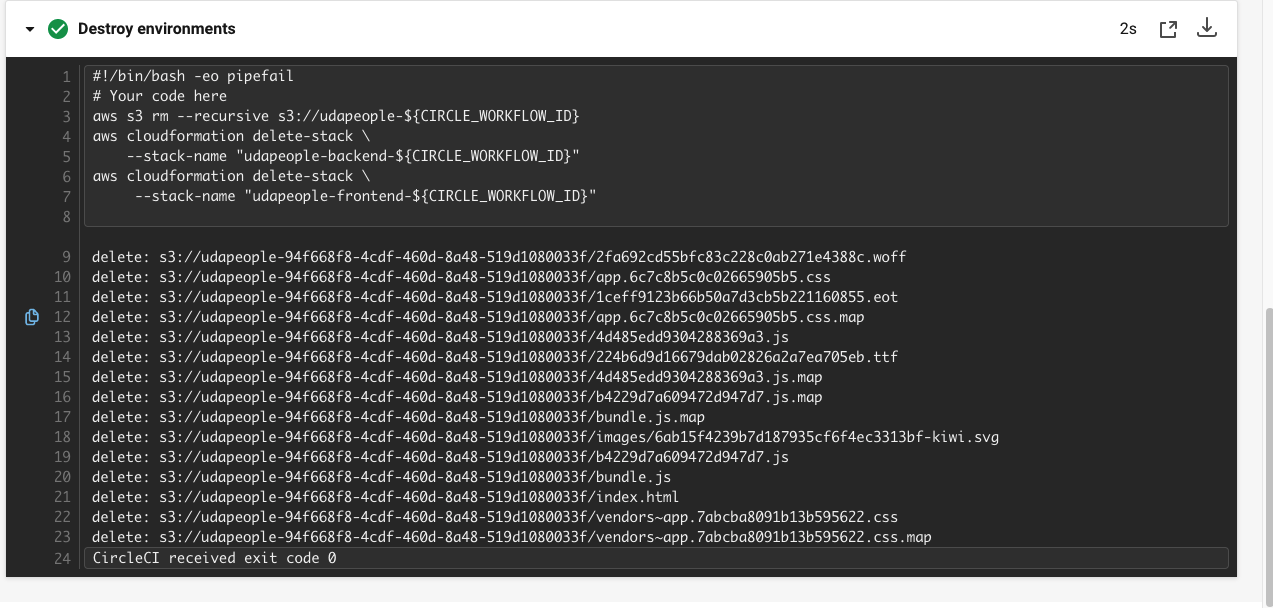 Destroy environments
2s
1 #!/bin/bash -eo pipefail
2 # Your code here
3 aws s3 rm --recursive s3://udapeople-${CIRCLE_WORKFLOW_ID}
4 aws cloudformation delete-stack \
5     --stack-name "udapeople-backend-${CIRCLE_WORKFLOW_ID}"
6 aws cloudformation delete-stack \
7      --stack-name "udapeople-frontend-${CIRCLE_WORKFLOW_ID}"
8
9 delete: s3://udapeople-94f668f8-4cdf-460d-8a48-519d1080033f/2fa692cd55bfc83c228c0ab271e4388c.woff
10 delete: s3://udapeople-94f668f8-4cdf-460d-8a48-519d1080033f/app.6c7c8b5c0c02665905b5.css
11 delete: s3://udapeople-94f668f8-4cdf-460d-8a48-519d1080033f/1ceff9123b66b50a7d3cb5b221160855.eot
12 delete: s3://udapeople-94f668f8-4cdf-460d-8a48-519d1080033f/app.6c7c8b5c0c02665905b5.css.map
13 delete: s3://udapeople-94f668f8-4cdf-460d-8a48-519d1080033f/4d485edd9304288369a3.js
14 delete: s3://udapeople-94f668f8-4cdf-460d-8a48-519d1080033f/224b6d9d16679dab02826a2a7ea705eb.ttf
15 delete: s3://udapeople-94f668f8-4cdf-460d-8a48-519d1080033f/4d485edd9304288369a3.js.map
16 delete: s3://udapeople-94f668f8-4cdf-460d-8a48-519d1080033f/b4229d7a609472d947d7.js.map
17 delete: s3://udapeople-94f668f8-4cdf-460d-8a48-519d1080033f/bundle.js.map
18 delete: s3://udapeople-94f668f8-4cdf-460d-8a48-519d1080033f/images/6ab15f4239b7d187935cf6f4ec3313bf-kiwi.svg
19 delete: s3://udapeople-94f668f8-4cdf-460d-8a48-519d1080033f/b4229d7a609472d947d7.js
20 delete: s3://udapeople-94f668f8-4cdf-460d-8a48-519d1080033f/bundle.js
21 delete: s3://udapeople-94f668f8-4cdf-460d-8a48-519d1080033f/index.html
22 delete: s3://udapeople-94f668f8-4cdf-460d-8a48-519d1080033f/vendors~app.7abcba8091b13b595622.css
23 delete: s3://udapeople-94f668f8-4cdf-460d-8a48-519d1080033f/vendors~app.7abcba8091b13b595622.css.map
24 CircleCI received exit code 0